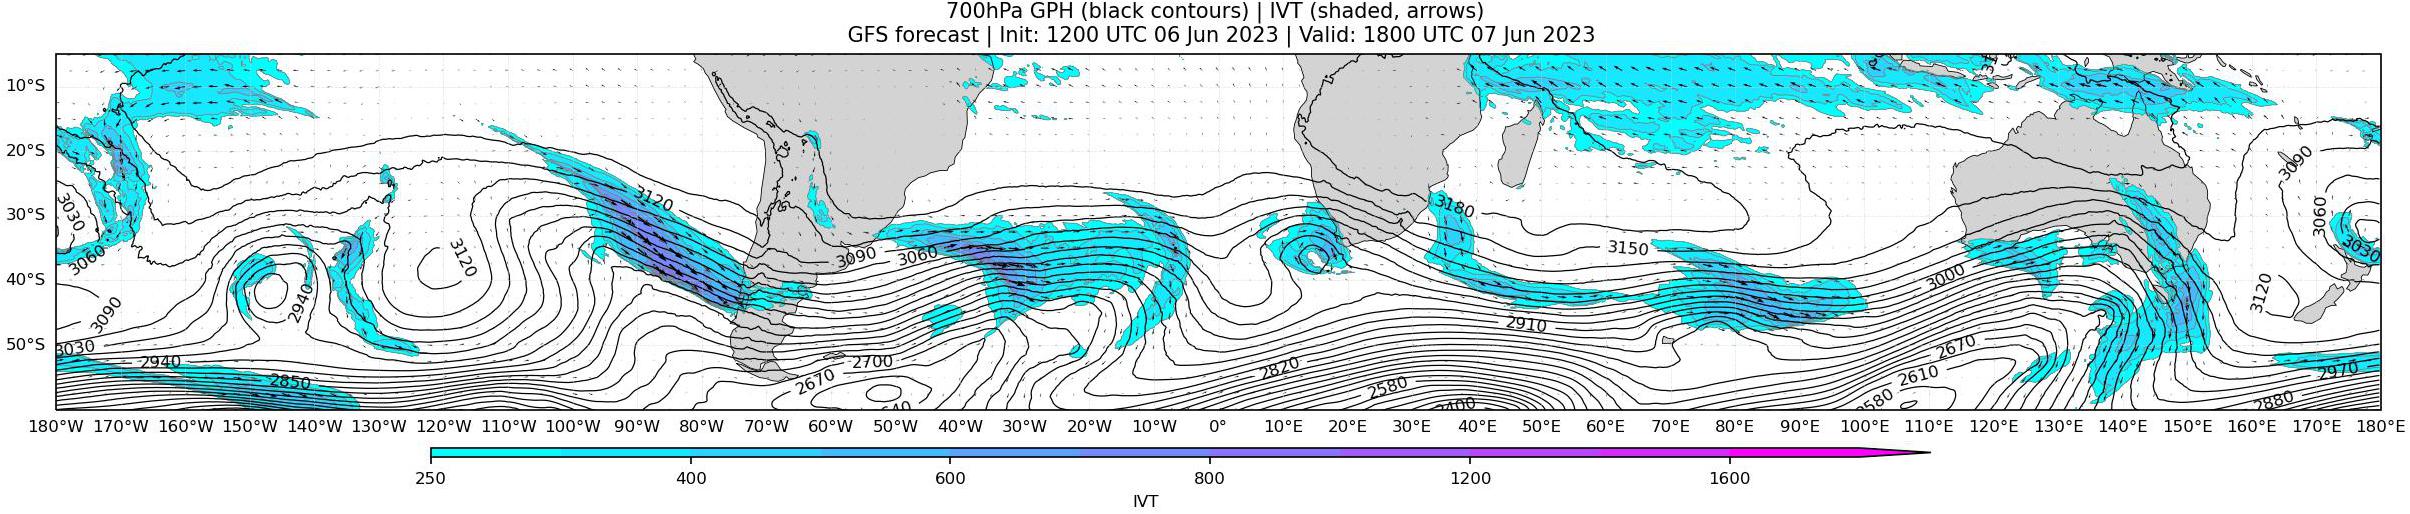 700hPa GPH (black contours) | IVT (shaded, arrows)
GFS forecast | Init: 1200 UTC 06 Jun 2023 | Valid: 1800 UTC 07 Jun 2023
10°S
20°S
30°S
40°S
50°S
3030
3060
3090
3030
2940
2850
2940
3120
3120
3090
3060
2700
2670
3180
3150
2910
2820
2580
2400
3000
2670
2610
2580
3090
3060
3030
3120
2970
2880
180°W 170°W 160°W 150°W 140°W 130°W 120°W 110°W 100°W 90°W 80°W 70°W 60°W 50°W 40°W 30°W 20°W 10°W 0° 10°E 20°E 30°E 40°E 50°E 60°E 70°E 80°E 90°E 100°E 110°E 120°E 130°E 140°E 150°E 160°E 170°E 180°E
250 400 600 800 1200 1600
IVT